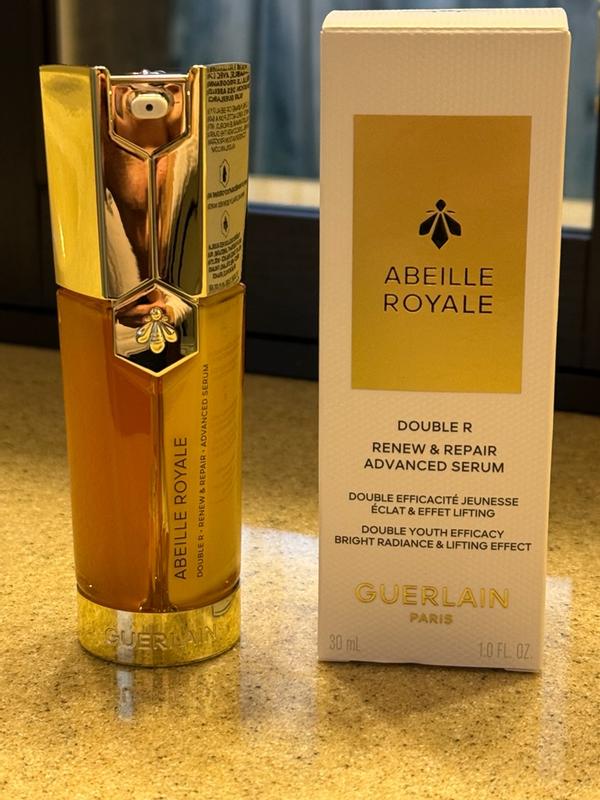 ABEILLE ROYALE
DOUBLE R • RENEW & REPAIR • ADVANCED SERUM
GUERLAIN
ABEILLE
ROYALE
DOUBLE R
RENEW & REPAIR
ADVANCED SERUM
DOUBLE EFFICACITÉ JEUNESSE
ÉCLAT & EFFET LIFTING
DOUBLE YOUTH EFFICACY
BRIGHT RADIANCE & LIFTING EFFECT
GUERLAIN
PARIS
30 mL 1.0 FL. OZ.